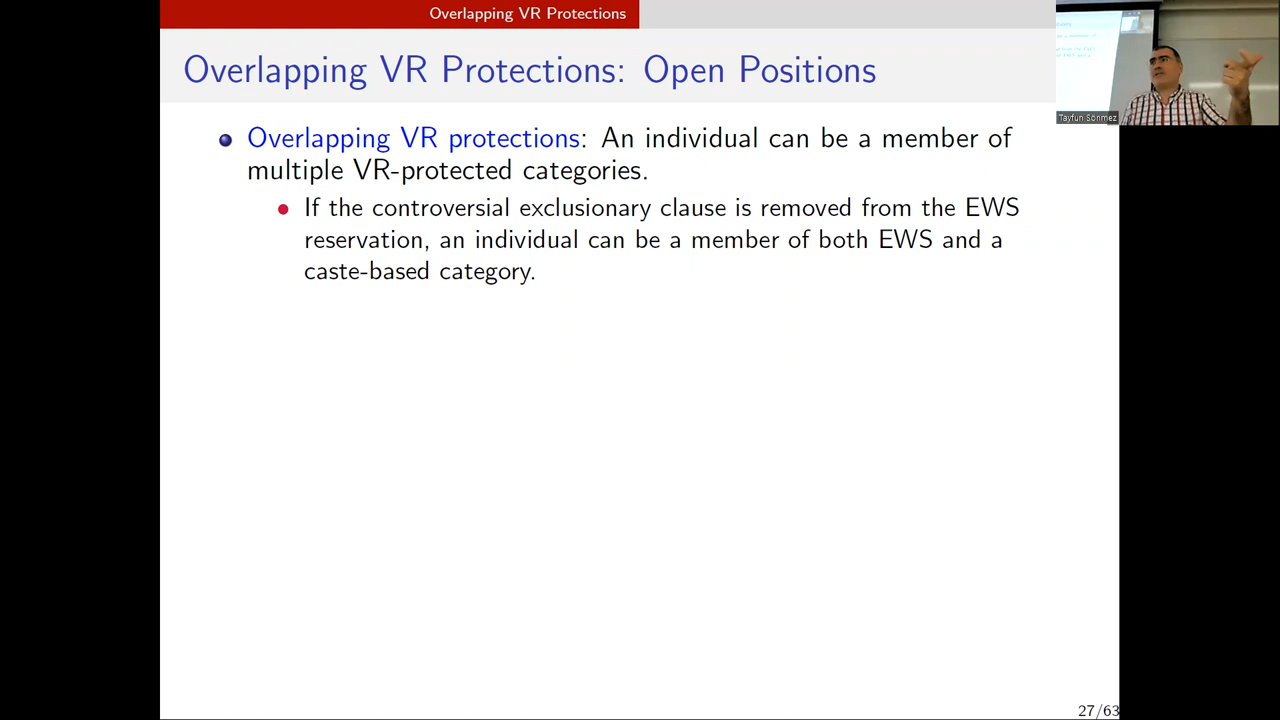 Overlapping VR Protections
Overlapping VR Protections: Open Positions
Overlapping VR protections: An individual can be a member of
multiple VR-protected categories.
If the controversial exclusionary clause is removed from the EWS
reservation, an individual can be a member of both EWS and a
caste-based category.
27/63
Tayfun Sönmez